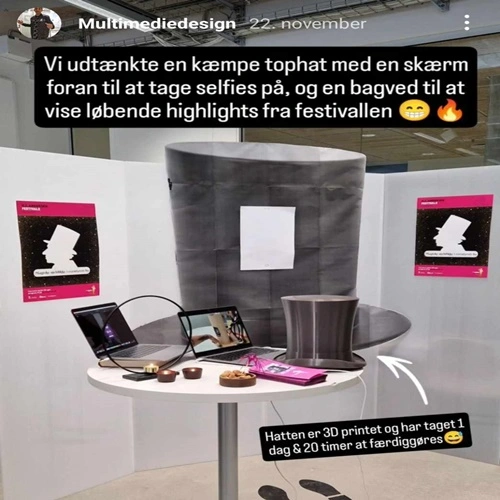 Multimediedesign 22. november
Vi udtænkte en kæmpe tophat med en skærm
foran til at tage selfies på, og en bagved til at
vise løbende highlights fra festivallen 😁 🔥
Hatten er 3D printet og har taget 1
dag & 20 timer at færdiggøres😅